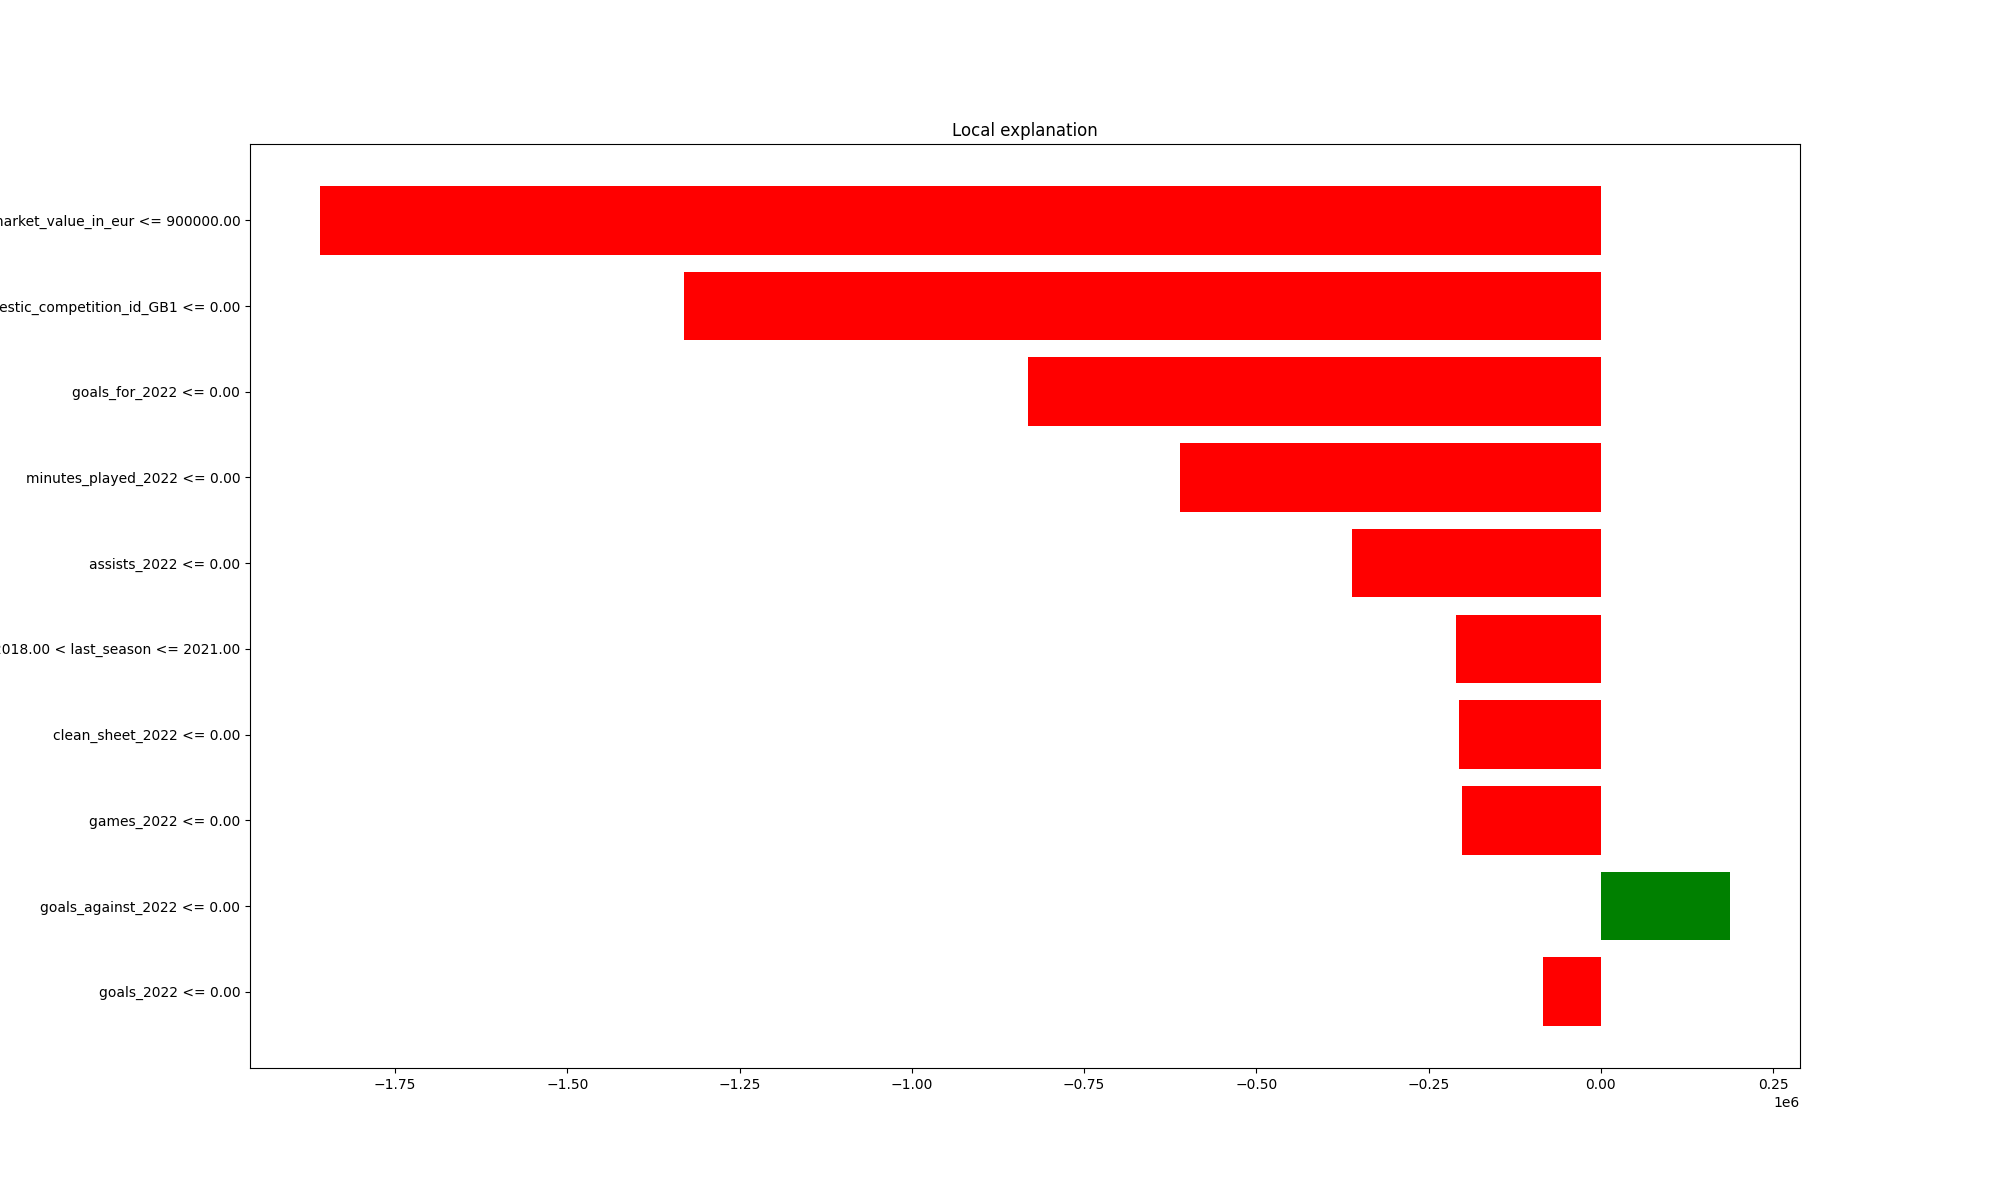 Local explanation
market_value_in_eur <= 900000.00
estic_competition_id_GB1 <= 0.00
goals_for_2022 <= 0.00
minutes_played_2022 <= 0.00
assists_2022 <= 0.00
2018.00 < last_season <= 2021.00
clean_sheet_2022 <= 0.00
games_2022 <= 0.00
goals_against_2022 <= 0.00
goals_2022 <= 0.00
−1.75 −1.50 −1.25 −1.00 −0.75 −0.50 −0.25 0.00 0.25
1e6